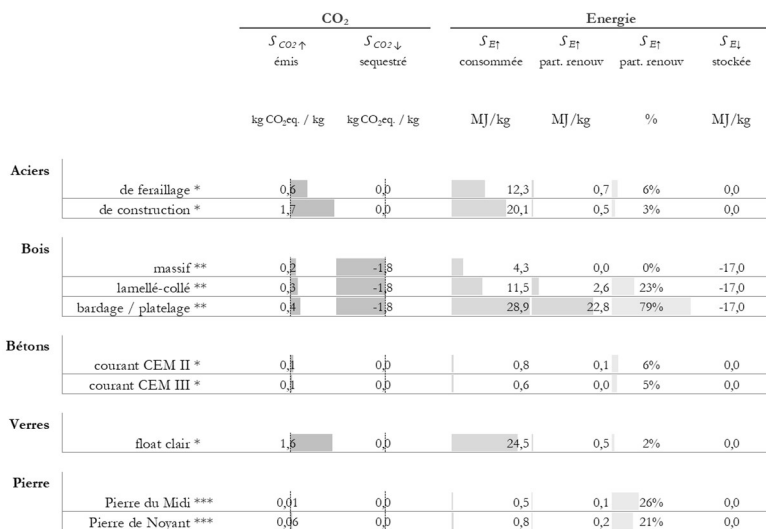 CO₂ Energie
S CO2↑ S CO2↓ S E↑ S E↑ S E↑ S E↓
émis sequestré consommée part. renouv part. renouv stockée
kg CO₂eq. / kg kg CO₂eq. / kg MJ/kg MJ/kg % MJ/kg
Aciers
de feraillage * 0,6 0,0 12,3 0,7 6% 0,0
de construction * 1,7 0,0 20,1 0,5 3% 0,0
Bois
massif ** 0,2 -1,8 4,3 0,0 0% -17,0
lamellé-collé ** 0,3 -1,8 11,5 2,6 23% -17,0
bardage / platelage ** 0,4 -1,8 28,9 22,8 79% -17,0
Bétons
courant CEM II * 0,1 0,0 0,8 0,1 6% 0,0
courant CEM III * 0,1 0,0 0,6 0,0 5% 0,0
Verres
float clair * 1,6 0,0 24,5 0,5 2% 0,0
Pierre
Pierre du Midi *** 0,01 0,0 0,5 0,1 26% 0,0
Pierre de Noyant *** 0,06 0,0 0,8 0,2 21% 0,0